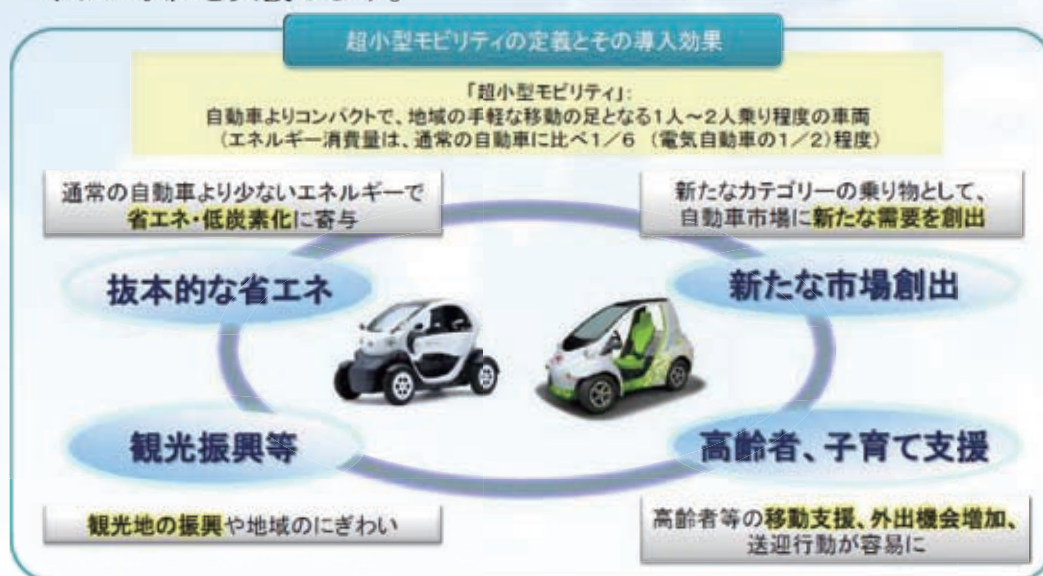 超小型モビリティの定義とその導入効果
「超小型モビリティ」:
自動車よりコンパクトで、地域の手軽な移動の足となる1人～2人乗り程度の車両
（エネルギー消費量は、通常の自動車に比べ1／6 （電気自動車の1／2）程度）
通常の自動車より少ないエネルギーで
省エネ・低炭素化に寄与
新たなカテゴリーの乗り物として、
自動車市場に新たな需要を創出
抜本的な省エネ
新たな市場創出
観光振興等
高齢者、子育て支援
観光地の振興や地域のにぎわい
高齢者等の移動支援、外出機会増加、
送迎行動が容易に